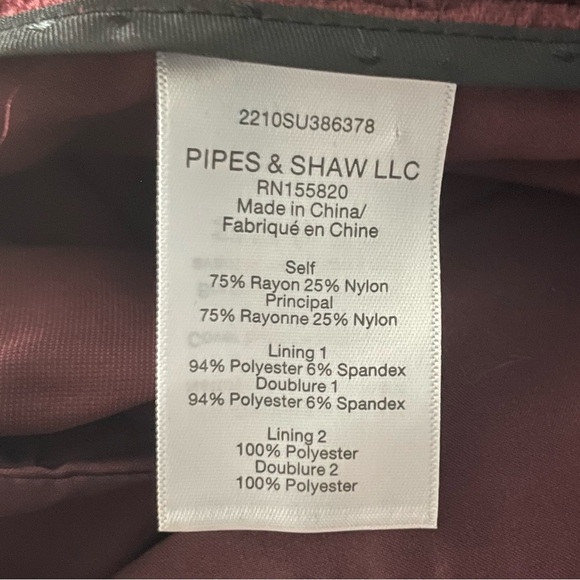 2210SU386378
PIPES & SHAW LLC
RN155820
Made in China/
Fabriqué en Chine
Self
75% Rayon 25% Nylon
Principal
75% Rayonne 25% Nylon
Lining 1
94% Polyester 6% Spandex
Doublure 1
94% Polyester 6% Spandex
Lining 2
100% Polyester
Doublure 2
100% Polyester